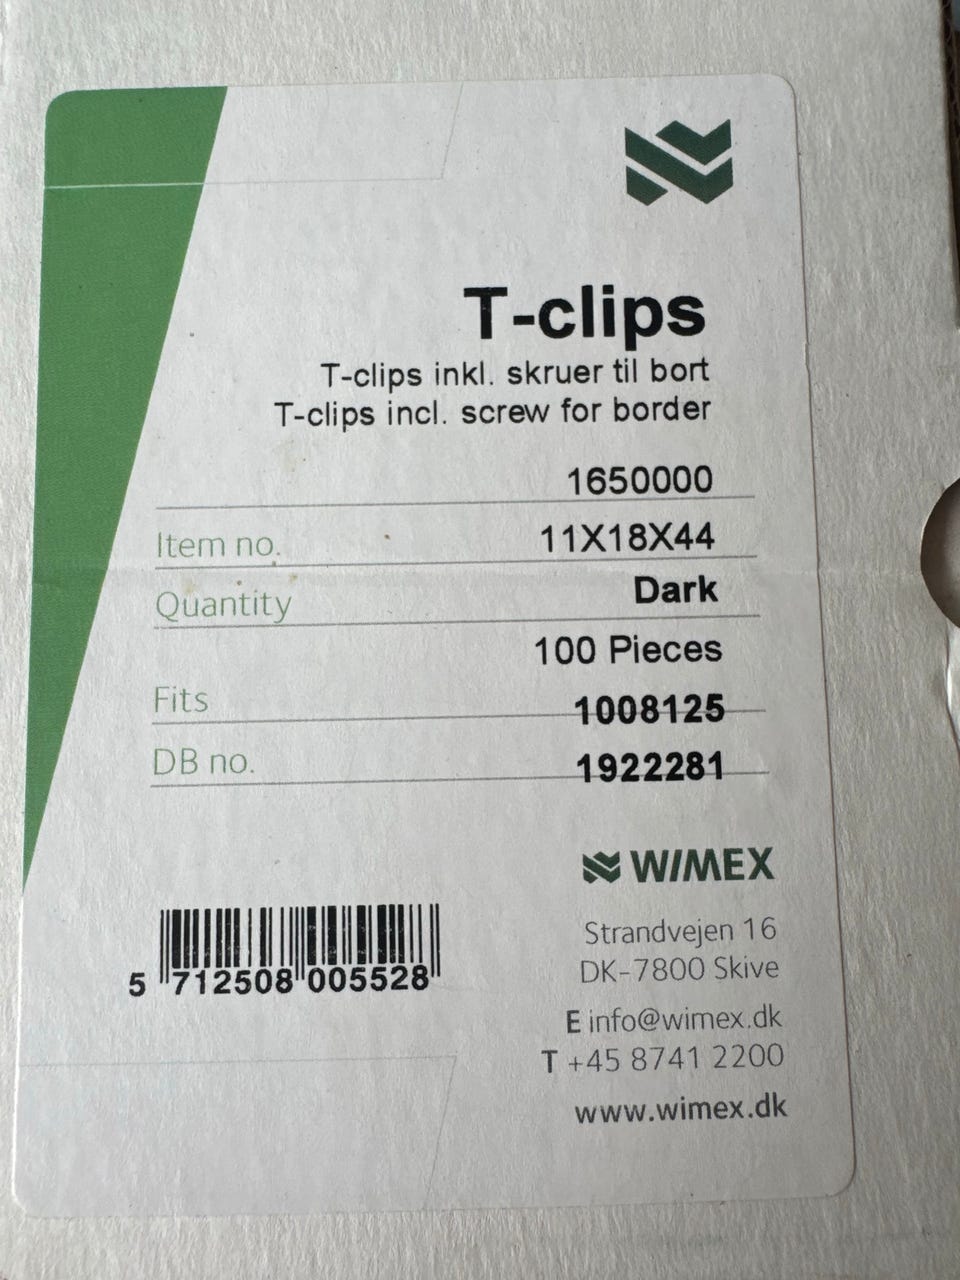 T-clips
T-clips inkl. skruer til bort
T-clips incl. screw for border
1650000
Item no. 11X18X44
Quantity Dark
100 Pieces
Fits 1008125
DB no. 1922281
WIMEX
Strandvejen 16
DK-7800 Skive
E info@wimex.dk
T +45 8741 2200
www.wimex.dk
5 712508 005528